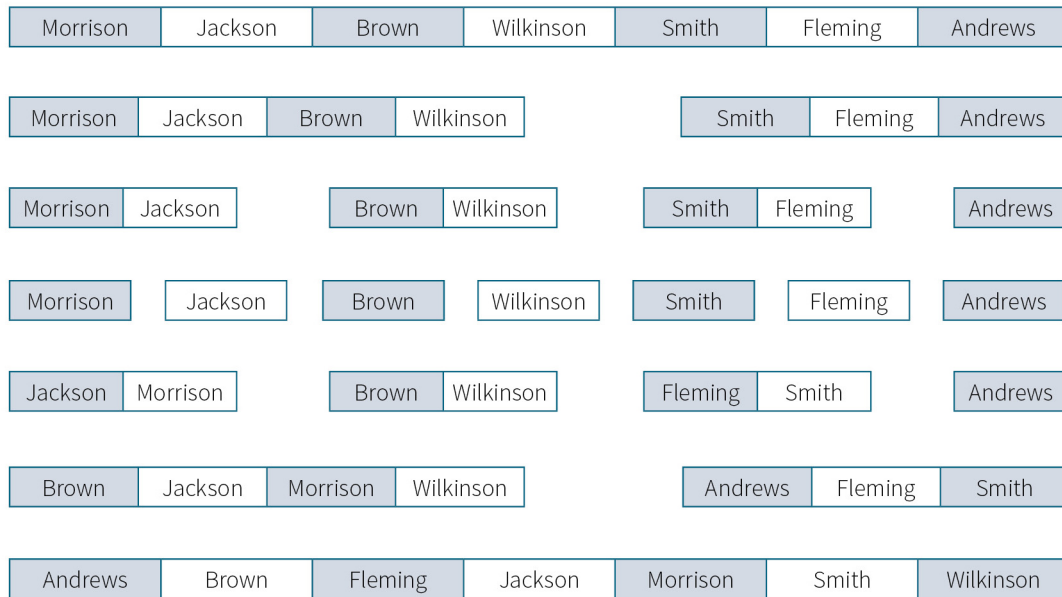 Morrison Jackson Brown Wilkinson Smith Fleming Andrews
Morrison Jackson Brown Wilkinson Smith Fleming Andrews
Morrison Jackson Brown Wilkinson Smith Fleming Andrews
Morrison Jackson Brown Wilkinson Smith Fleming Andrews
Jackson Morrison Brown Wilkinson Fleming Smith Andrews
Brown Jackson Morrison Wilkinson Andrews Fleming Smith
Andrews Brown Fleming Jackson Morrison Smith Wilkinson